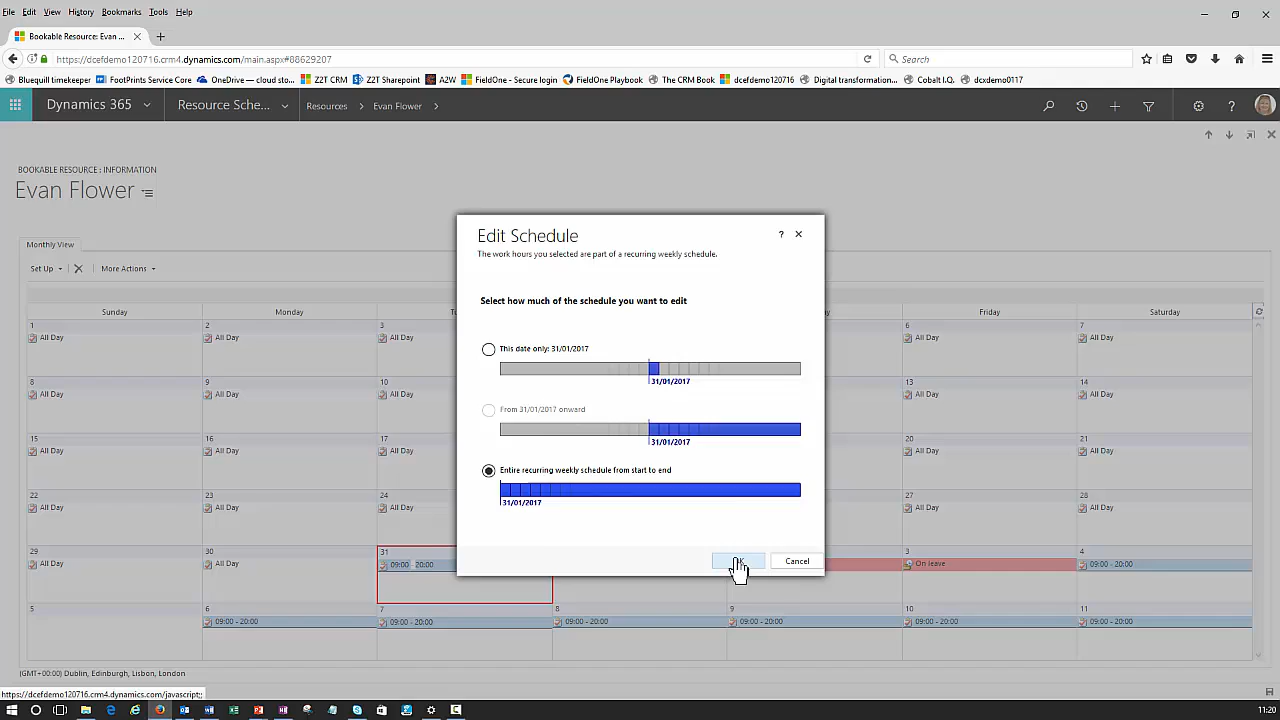 File Edit View History Bookmarks Tools Help
Bookable Resource: Evan ...
https://dcefdemo120716.crm4.dynamics.com/main.aspx#88629207
Search
Bluequill timekeeper FootPrints Service Core OneDrive — cloud sto... ZZT CRM ZZT Sharepoint A2W FieldOne - Secure login FieldOne Playbook The CRM Book dcefdemo120716 Digital transformation... Cobalt I.Q. dcxdemo0117
Dynamics 365 Resource Sche... Resources Evan Flower
BOOKABLE RESOURCE : INFORMATION
Evan Flower
Monthly View
Set Up More Actions
Sunday Monday Friday Saturday
1 2 3 6 7
All Day All Day All Day All Day
8 9 10 13 14
All Day All Day All Day All Day
15 16 17 20 21
All Day All Day All Day All Day
22 23 24 27 28
All Day All Day All Day All Day
29 30 31 3 4
All Day All Day 09:00 - 20:00 On leave 09:00 - 20:00
5 6 7 8 9 10 11
09:00 - 20:00 09:00 - 20:00 09:00 - 20:00 09:00 - 20:00 09:00 - 20:00 09:00 - 20:00
(GMT+00:00) Dublin, Edinburgh, Lisbon, London
Edit Schedule
The work hours you selected are part of a recurring weekly schedule.
Select how much of the schedule you want to edit
This date only: 31/01/2017
31/01/2017
From 31/01/2017 onward
31/01/2017
Entire recurring weekly schedule from start to end
31/01/2017
Cancel
https://dcefdemo120716.crm4.dynamics.com/javascript:;
11:20